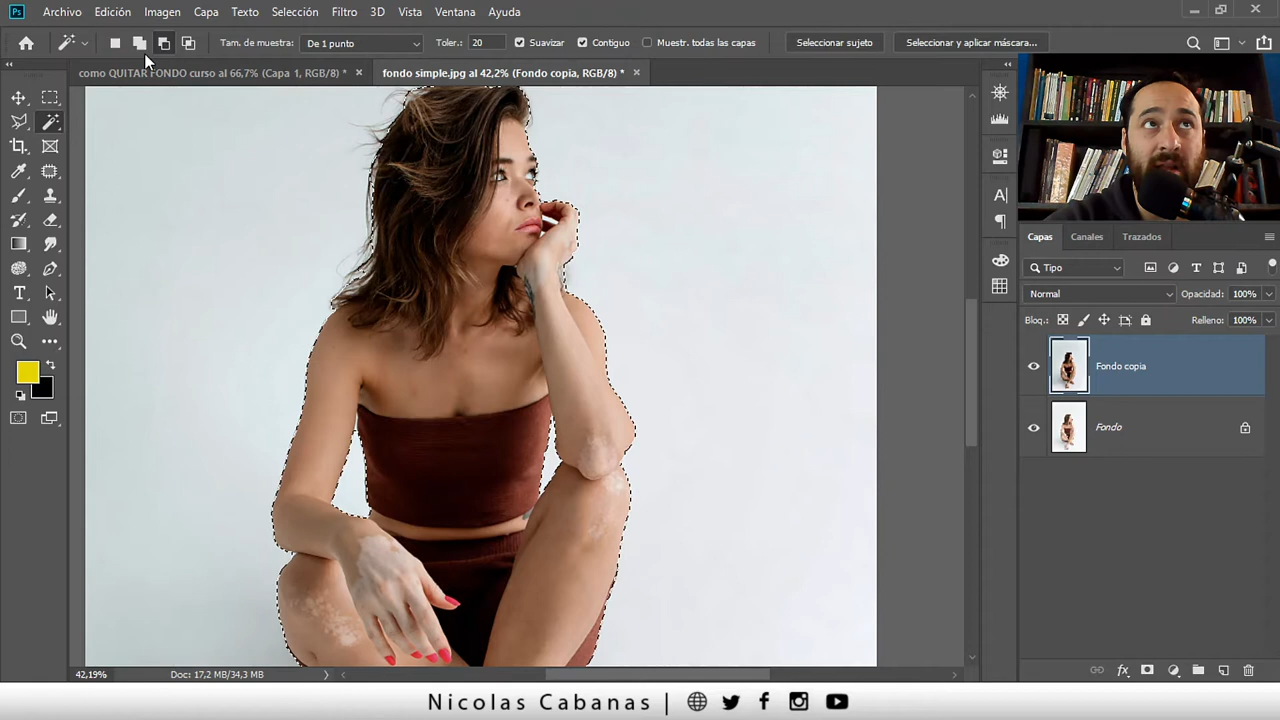 Archivo Edición Imagen Capa Texto Selección Filtro 3D Vista Ventana Ayuda
Tam. de muestra: De 1 punto Toler.: 20 Suavizar Contiguo Muestr. todas las capas Seleccionar sujeto Seleccionar y aplicar máscara...
como QUITAR FONDO curso al 66,7% (Capa 1, RGB/8) * fondo simple.jpg al 42,2% (Fondo copia, RGB/8) *
Capas Canales Trazados
Tipo
Normal Opacidad: 100%
Bloq.: Relleno: 100%
Fondo copia
Fondo
42,19% Doc: 17,2 MB/34,3 MB
Nicolas Cabanas |